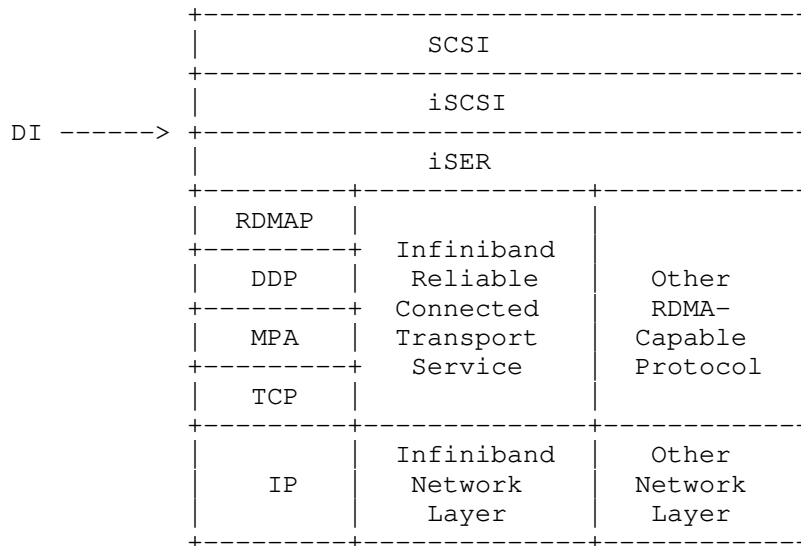 SCSI
iSCSI
DI ------>
iSER
RDMAP
Infiniband
DDP Reliable Other
Connected RDMA-
MPA Transport Capable
Service Protocol
TCP
Infiniband Other
IP Network Network
Layer Layer